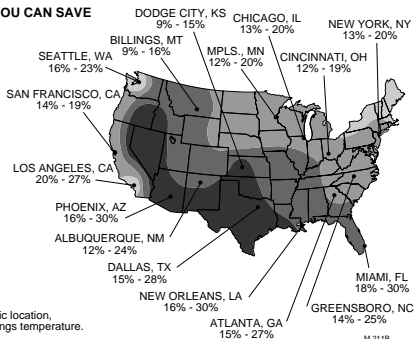 YOU CAN SAVE
DODGE CITY, KS
9% - 15%
CHICAGO, IL
13% - 20%
NEW YORK, NY
13% - 20%
BILLINGS, MT
9% - 16%
MPLS., MN
12% - 20%
CINCINNATI, OH
12% - 19%
SEATTLE, WA
16% - 23%
SAN FRANCISCO, CA
14% - 19%
LOS ANGELES, CA
20% - 27%
PHOENIX, AZ
16% - 30%
ALBUQUERQUE, NM
12% - 24%
DALLAS, TX
15% - 28%
NEW ORLEANS, LA
16% - 30%
ATLANTA, GA
15% - 27%
MIAMI, FL
18% - 30%
GREENSBORO, NC
14% - 25%
ic location,
ngs temperature.